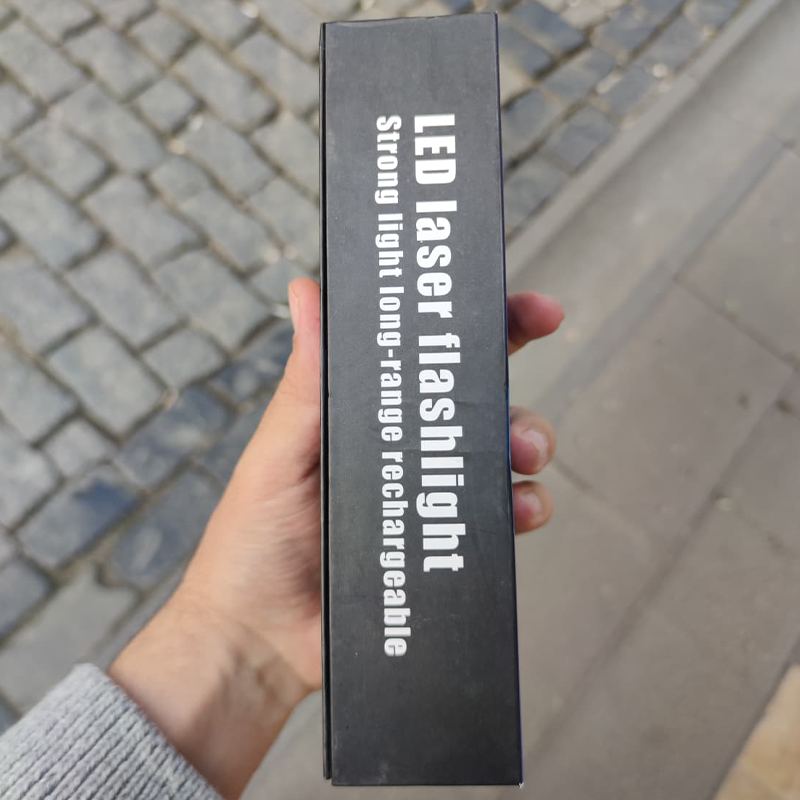 LED laser flashlight
Strong light long-range rechargeable